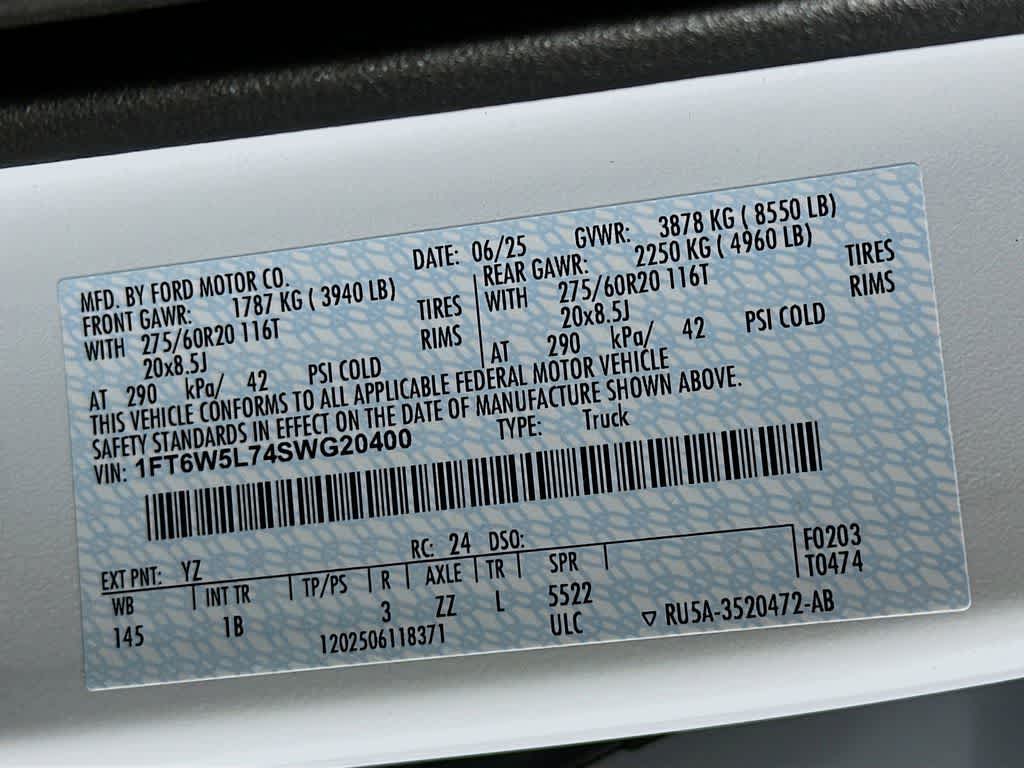 MFD. BY FORD MOTOR CO. DATE: 06/25 GVWR: 3878 KG ( 8550 LB)
FRONT GAWR: 1787 KG ( 3940 LB) REAR GAWR: 2250 KG ( 4960 LB)
WITH 275/60R20 116T TIRES WITH 275/60R20 116T TIRES
20x8.5J RIMS 20x8.5J RIMS
AT 290 kPa/ 42 PSI COLD AT 290 kPa/ 42 PSI COLD
THIS VEHICLE CONFORMS TO ALL APPLICABLE FEDERAL MOTOR VEHICLE
SAFETY STANDARDS IN EFFECT ON THE DATE OF MANUFACTURE SHOWN ABOVE.
VIN: 1FT6W5L74SWG20400 TYPE: Truck
EXT PNT: YZ RC: 24 DSO: F0203
WB INT TR TP/PS R AXLE TR SPR T0474
145 1B 3 ZZ L 5522
1202506118371 ULC ▽ RU5A-3520472-AB